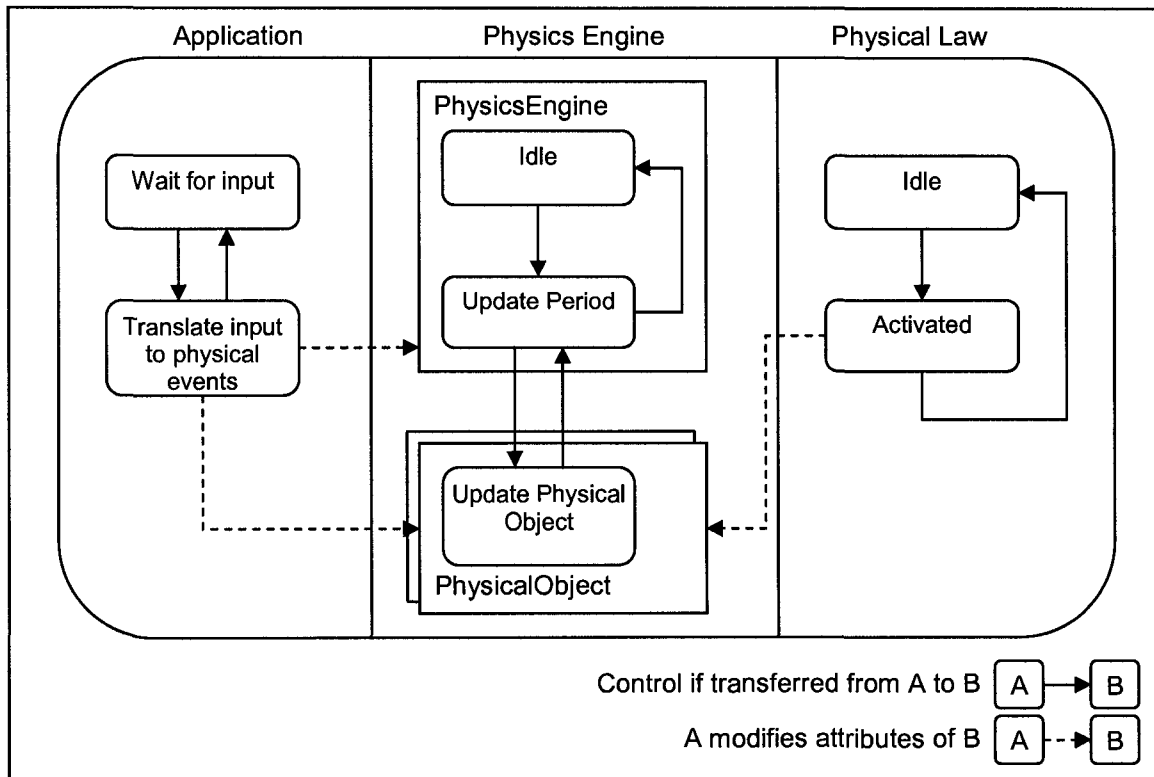 Application
Physics Engine
Physical Law
PhysicsEngine
Wait for input
Idle
Idle
Translate input
to physical
events
Update Period
Activated
Update Physical
Object
PhysicalObject
Control if transferred from A to B
A
B
A modifies attributes of B
A
B